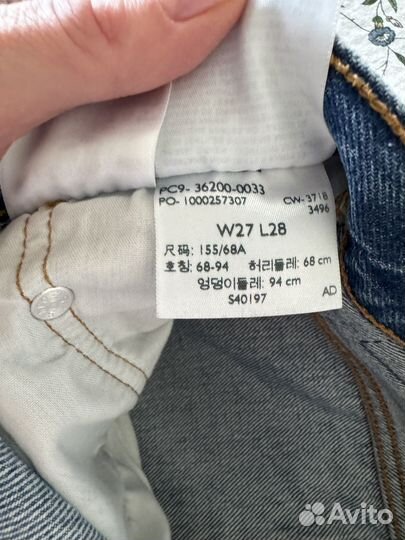 PC9- 36200-0033
PO- 1000257307 CW-3718
3496
W27 L28
尺码: 155/68A
호칭: 68-94 허리둘레: 68 cm
엉덩이둘레: 94 cm
S40197 AD
Avito